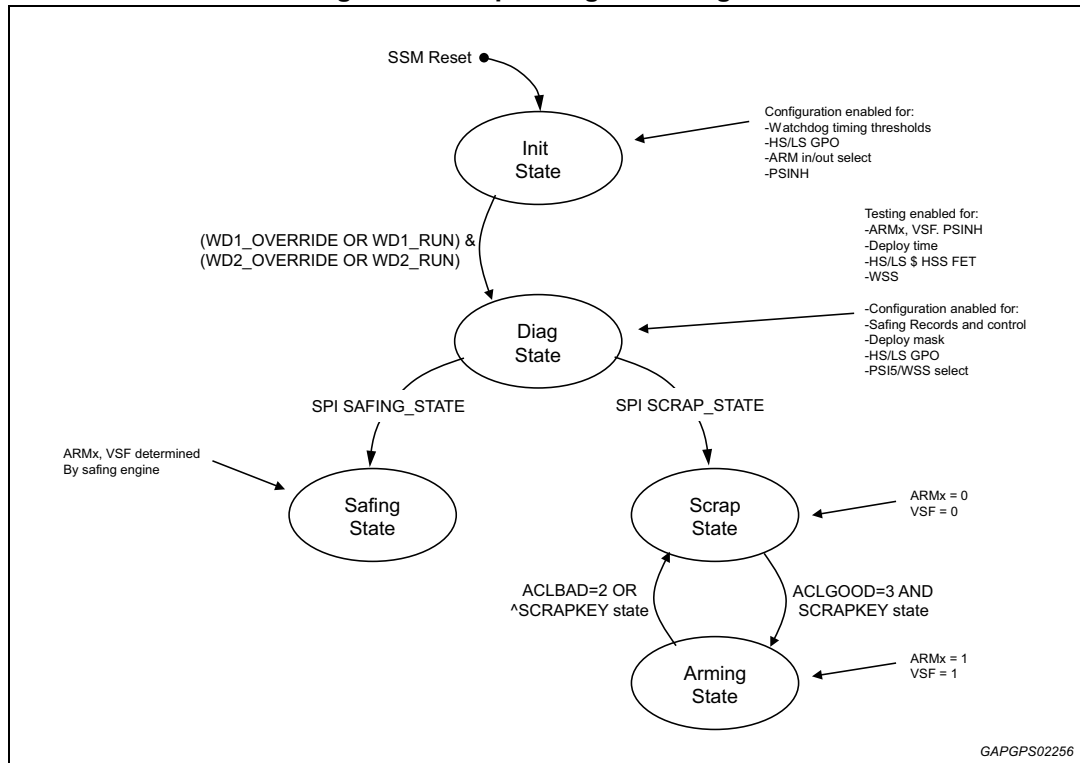 SSM Reset
Configuration enabled for:
-Watchdog timing thresholds
-HS/LS GPO
-ARM in/out select
-PSINH
Init
State
(WD1_OVERRIDE OR WD1_RUN) &
(WD2_OVERRIDE OR WD2_RUN)
Testing enabled for:
-ARMx, VSF. PSINH
-Deploy time
-HS/LS $ HSS FET
-WSS
-Configuration anabled for:
-Safing Records and control
-Deploy mask
-HS/LS GPO
-PSI5/WSS select
Diag
State
SPI SAFING_STATE
SPI SCRAP_STATE
ARMx, VSF determined
By safing engine
Safing
State
Scrap
State
ARMx = 0
VSF = 0
ACLBAD=2 OR
^SCRAPKEY state
ACLGOOD=3 AND
SCRAPKEY state
Arming
State
ARMx = 1
VSF = 1
GAPGPS02256